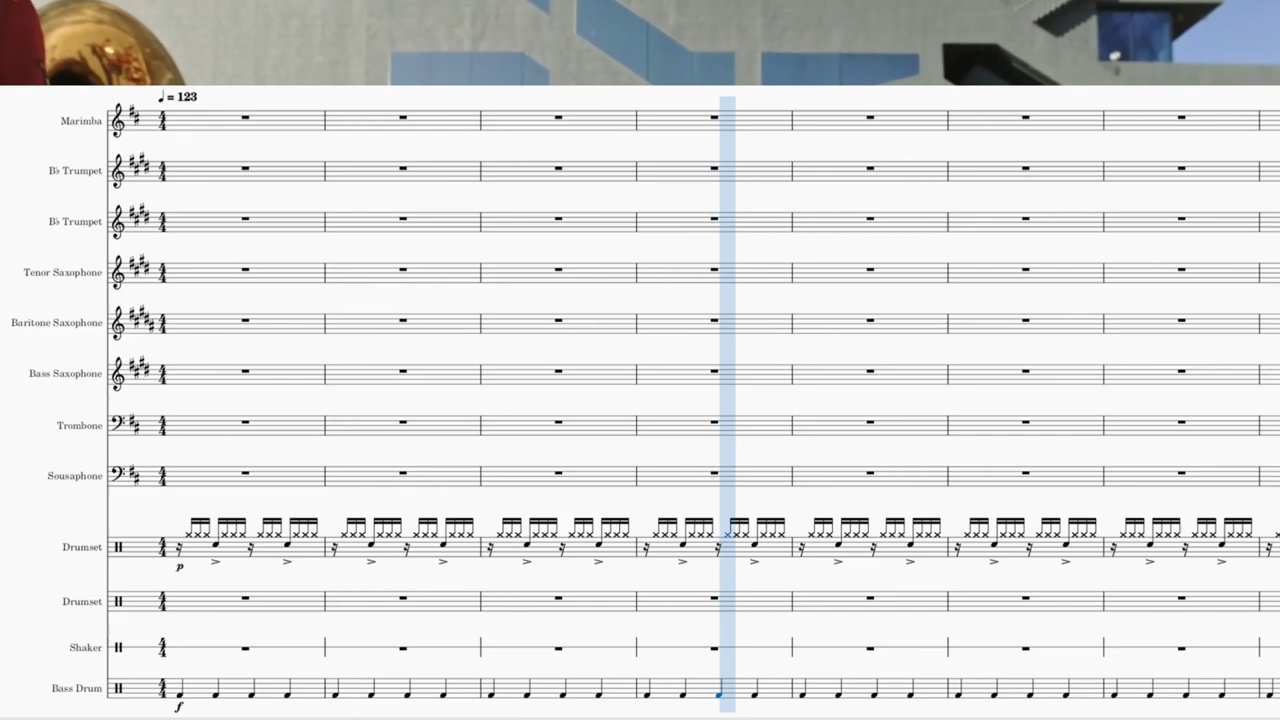 ♩ = 123
Marimba
B♭ Trumpet
B♭ Trumpet
Tenor Saxophone
Baritone Saxophone
Bass Saxophone
Trombone
Sousaphone
Drumset
p
Drumset
Shaker
Bass Drum
f